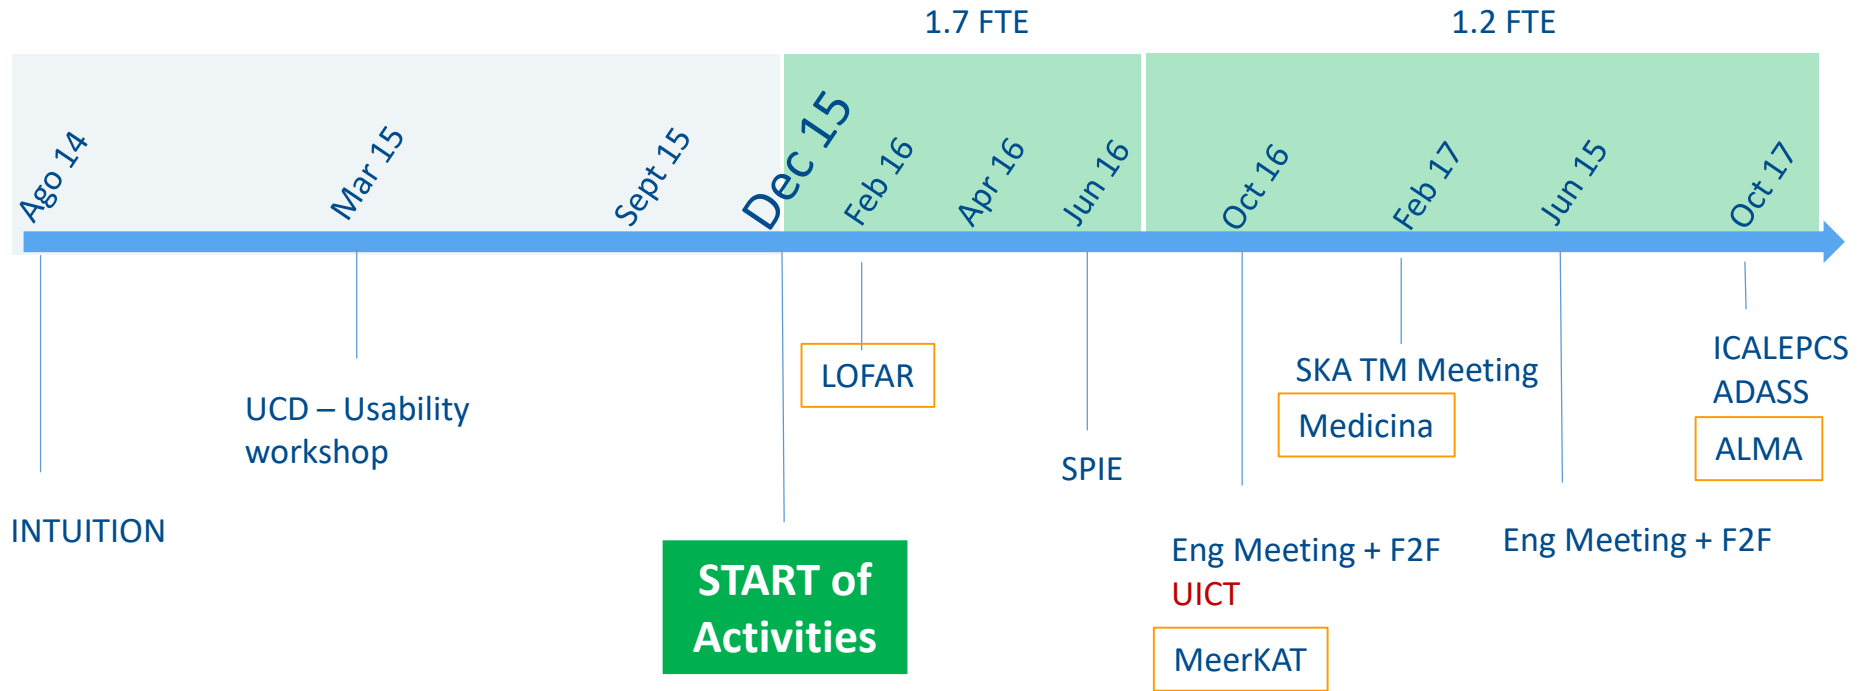 1.7 FTE
1.2 FTE
Ago 14
Mar 15
Sept 15
Dec 15
Feb 16
Apr 16
Jun 16
Oct 16
Feb 17
Jun 15
Oct 17
INTUITION
UCD – Usability
workshop
START of
Activities
LOFAR
SPIE
Eng Meeting + F2F
UICT
MeerKAT
SKA TM Meeting
Medicina
Eng Meeting + F2F
ICALEPCS
ADASS
ALMA